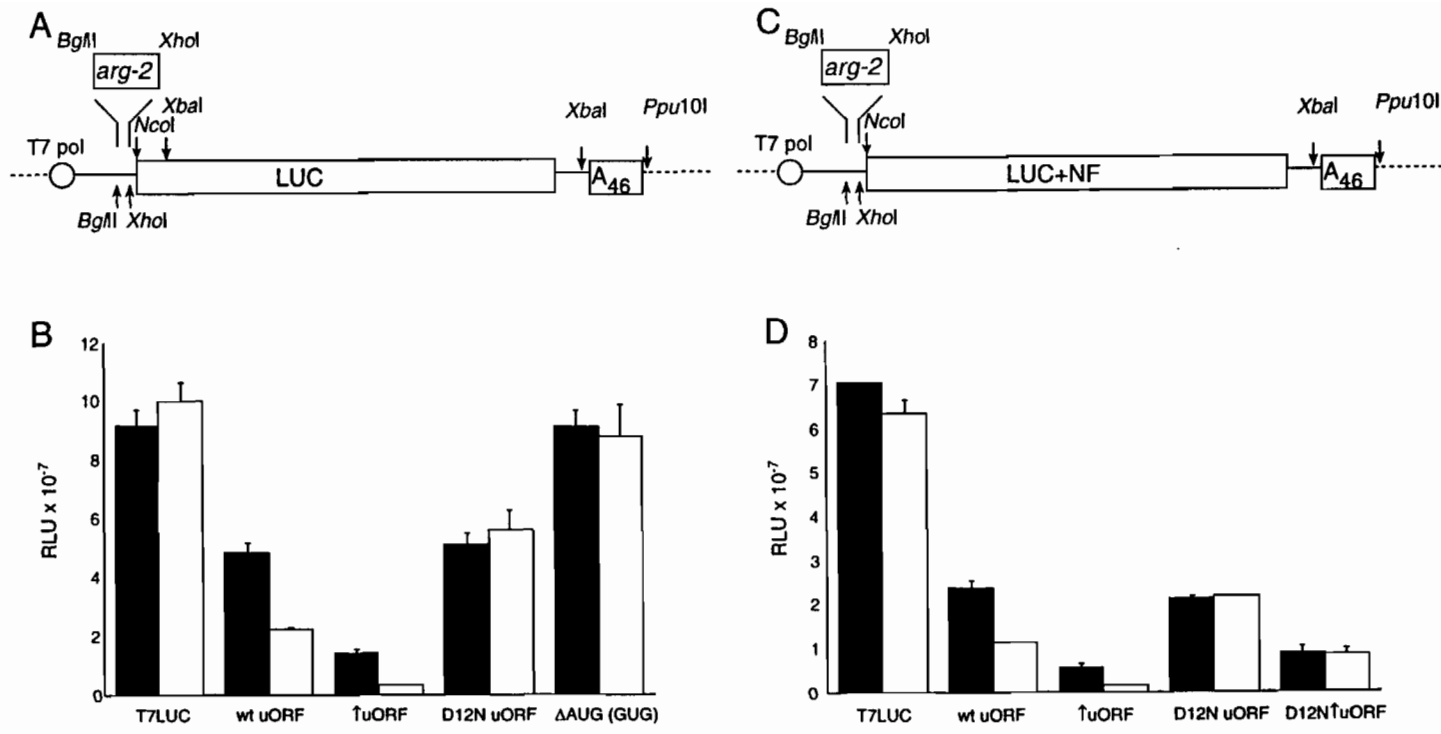 A
BglII XhoI
arg-2
XbaI
NcoI
XbaI
Ppu10I
T7 pol
LUC
A46
BglII XhoI
C
BglII XhoI
arg-2
NcoI
XbaI
Ppu10I
T7 pol
LUC+NF
A46
BglII XhoI
B
12
10
8
6
4
2
0
RLU x 10-7
T7LUC wt uORF ↑uORF D12N uORF ΔAUG (GUG)
D
8
7
6
5
4
3
2
1
0
RLU x 10-7
T7LUC wt uORF ↑uORF D12N uORF D12N↑uORF